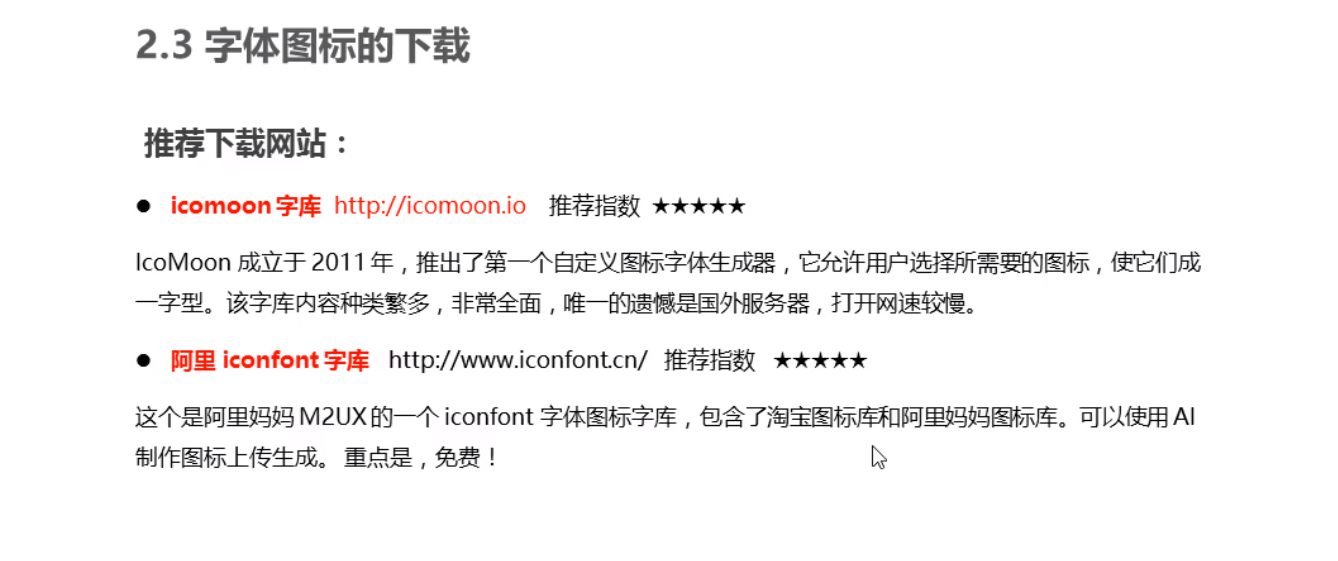 2.3 字体图标的下载
推荐下载网站：
● icomoon 字库 http://icomoon.io 推荐指数 ★★★★★
IcoMoon 成立于 2011 年，推出了第一个自定义图标字体生成器，它允许用户选择所需要的图标，使它们成
一字型。该字库内容种类繁多，非常全面，唯一的遗憾是国外服务器，打开网速较慢。
● 阿里 iconfont 字库 http://www.iconfont.cn/ 推荐指数 ★★★★★
这个是阿里妈妈 M2UX 的一个 iconfont 字体图标字库，包含了淘宝图标库和阿里妈妈图标库。可以使用 AI
制作图标上传生成。 重点是，免费！